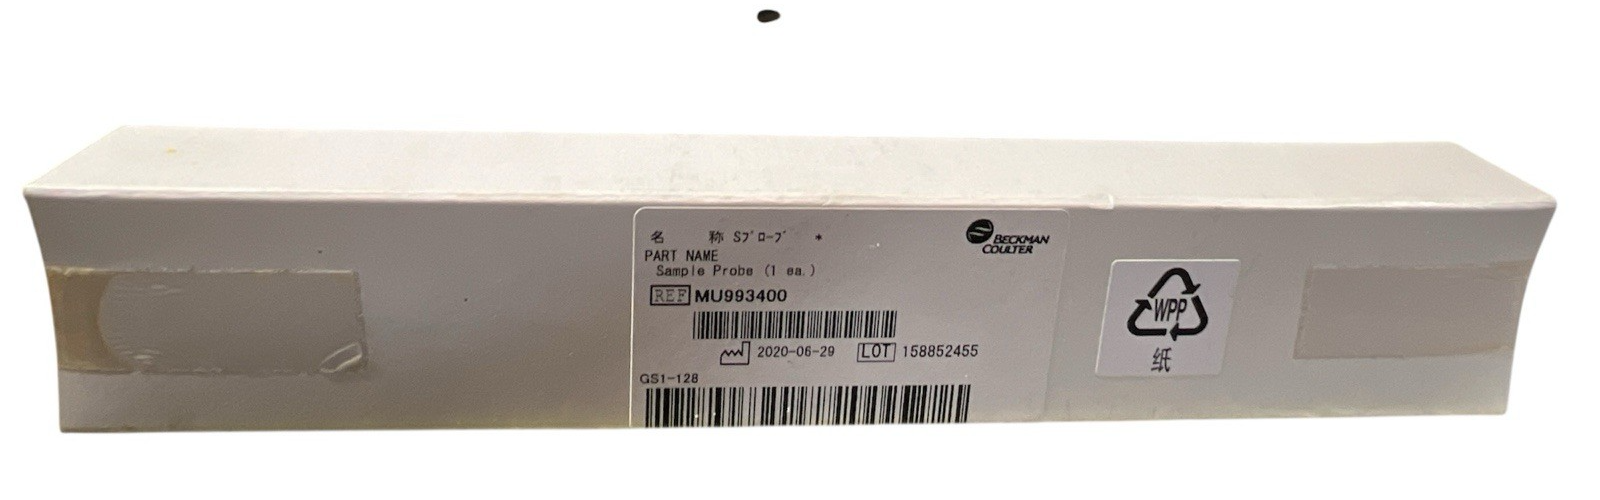 名 称 Sﾌﾟﾛｰﾌﾞ *
BECKMAN
COULTER
PART NAME
Sample Probe (1 ea.)
REF MU993400
2020-06-29 LOT 158852455
GS1-128
WPP
纸